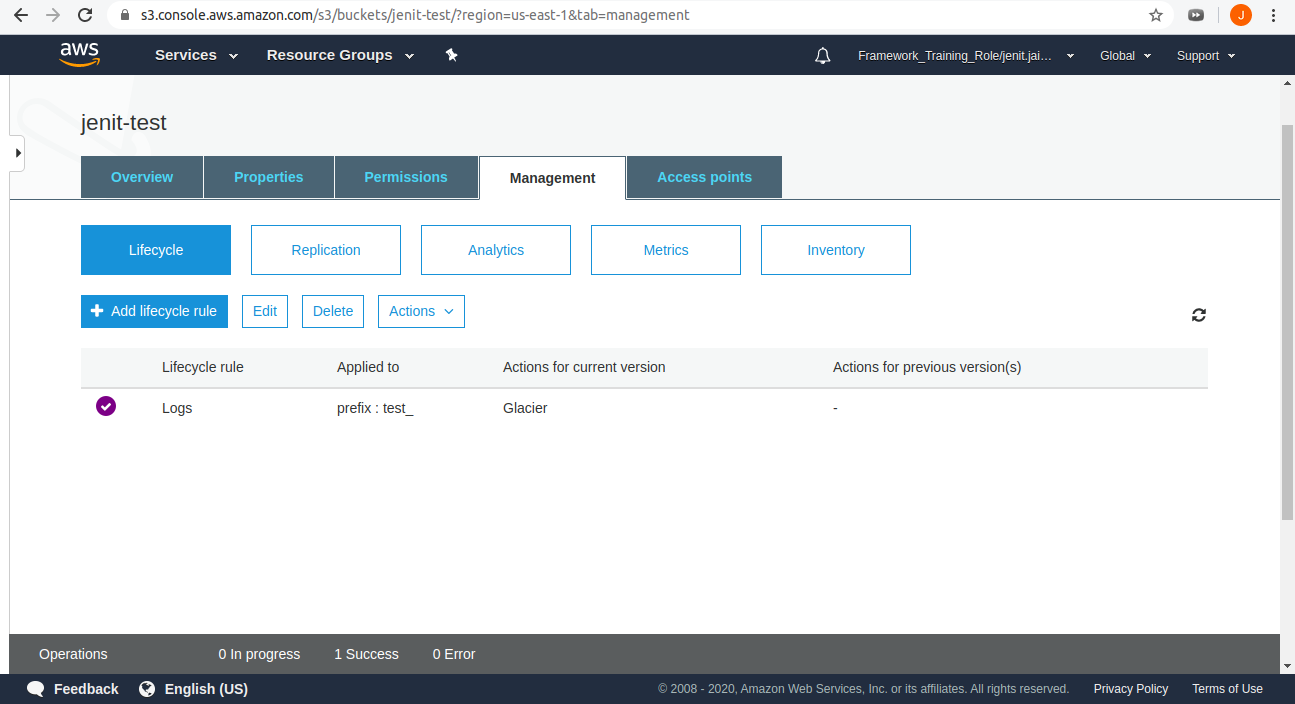 s3.console.aws.amazon.com/s3/buckets/jenit-test/?region=us-east-1&tab=management
J
aws Services Resource Groups Framework_Training_Role/jenit.jai... Global Support
jenit-test
Overview Properties Permissions Management Access points
Lifecycle Replication Analytics Metrics Inventory
Add lifecycle rule Edit Delete Actions
Lifecycle rule Applied to Actions for current version Actions for previous version(s)
Logs prefix : test_ Glacier -
Operations 0 In progress 1 Success 0 Error
Feedback English (US) © 2008 - 2020, Amazon Web Services, Inc. or its affiliates. All rights reserved. Privacy Policy Terms of Use